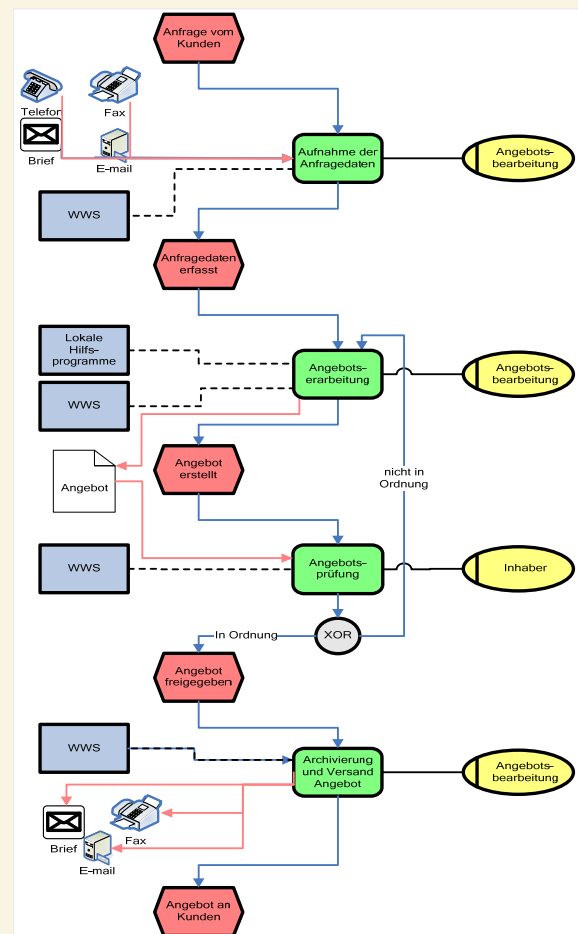 Anfrage vom
Kunden
Telefon
Fax
Brief
E-mail
Aufnahme der
Anfragedaten
Angebots-
bearbeitung
WWS
Anfragedaten
erfasst
Lokale
Hilfs-
programme
Angebots-
erarbeitung
Angebots-
bearbeitung
WWS
Angebot
erstellt
nicht in
Ordnung
Angebot
WWS
Angebots-
prüfung
Inhaber
In Ordnung
XOR
Angebot
freigegeben
WWS
Archivierung
und Versand
Angebot
Angebots-
bearbeitung
Brief
Fax
E-mail
Angebot an
Kunden